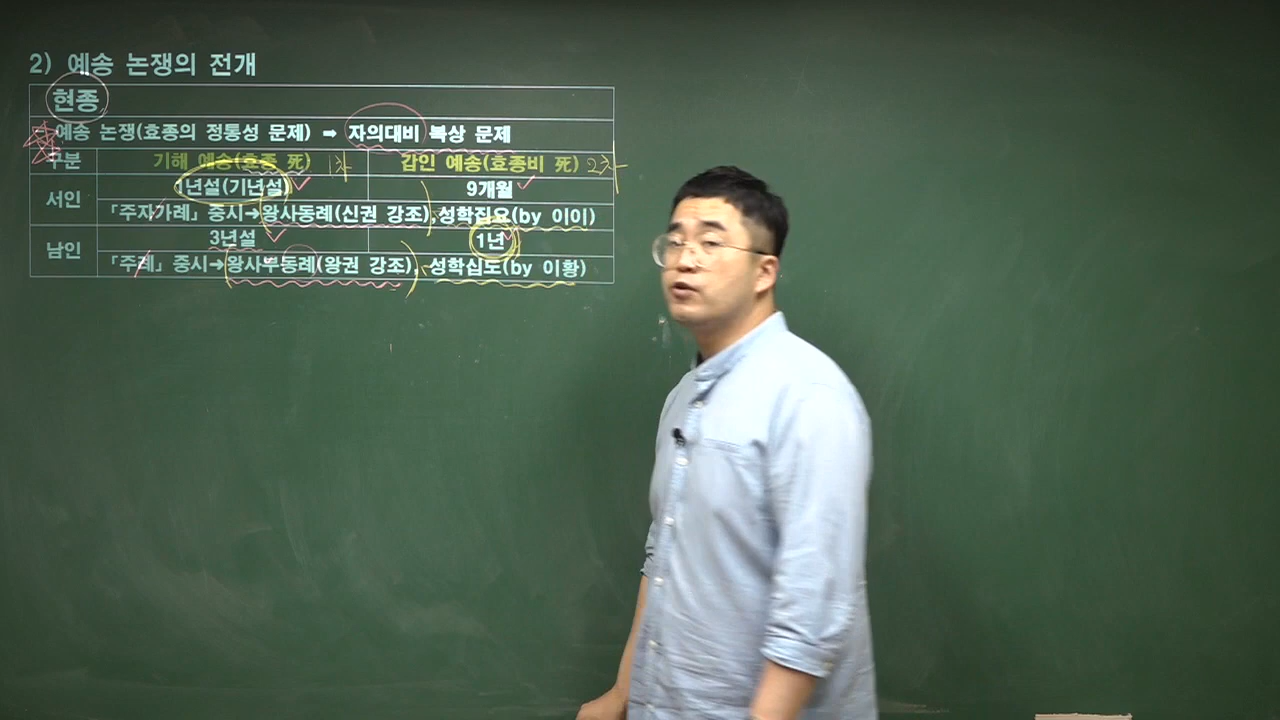 2) 예송 논쟁의 전개
현종
예송 논쟁(효종의 정통성 문제) ➡ 자의대비 복상 문제
구분 기해 예송(효종 死) 1차 갑인 예송(효종비 死) 2차
서인 1년설(기년설) 9개월
「주자가례」 중시→왕사동례(신권 강조), 성학집요(by 이이)
남인 3년설 1년
「주례」 중시→왕사부동례(왕권 강조), 성학십도(by 이황)